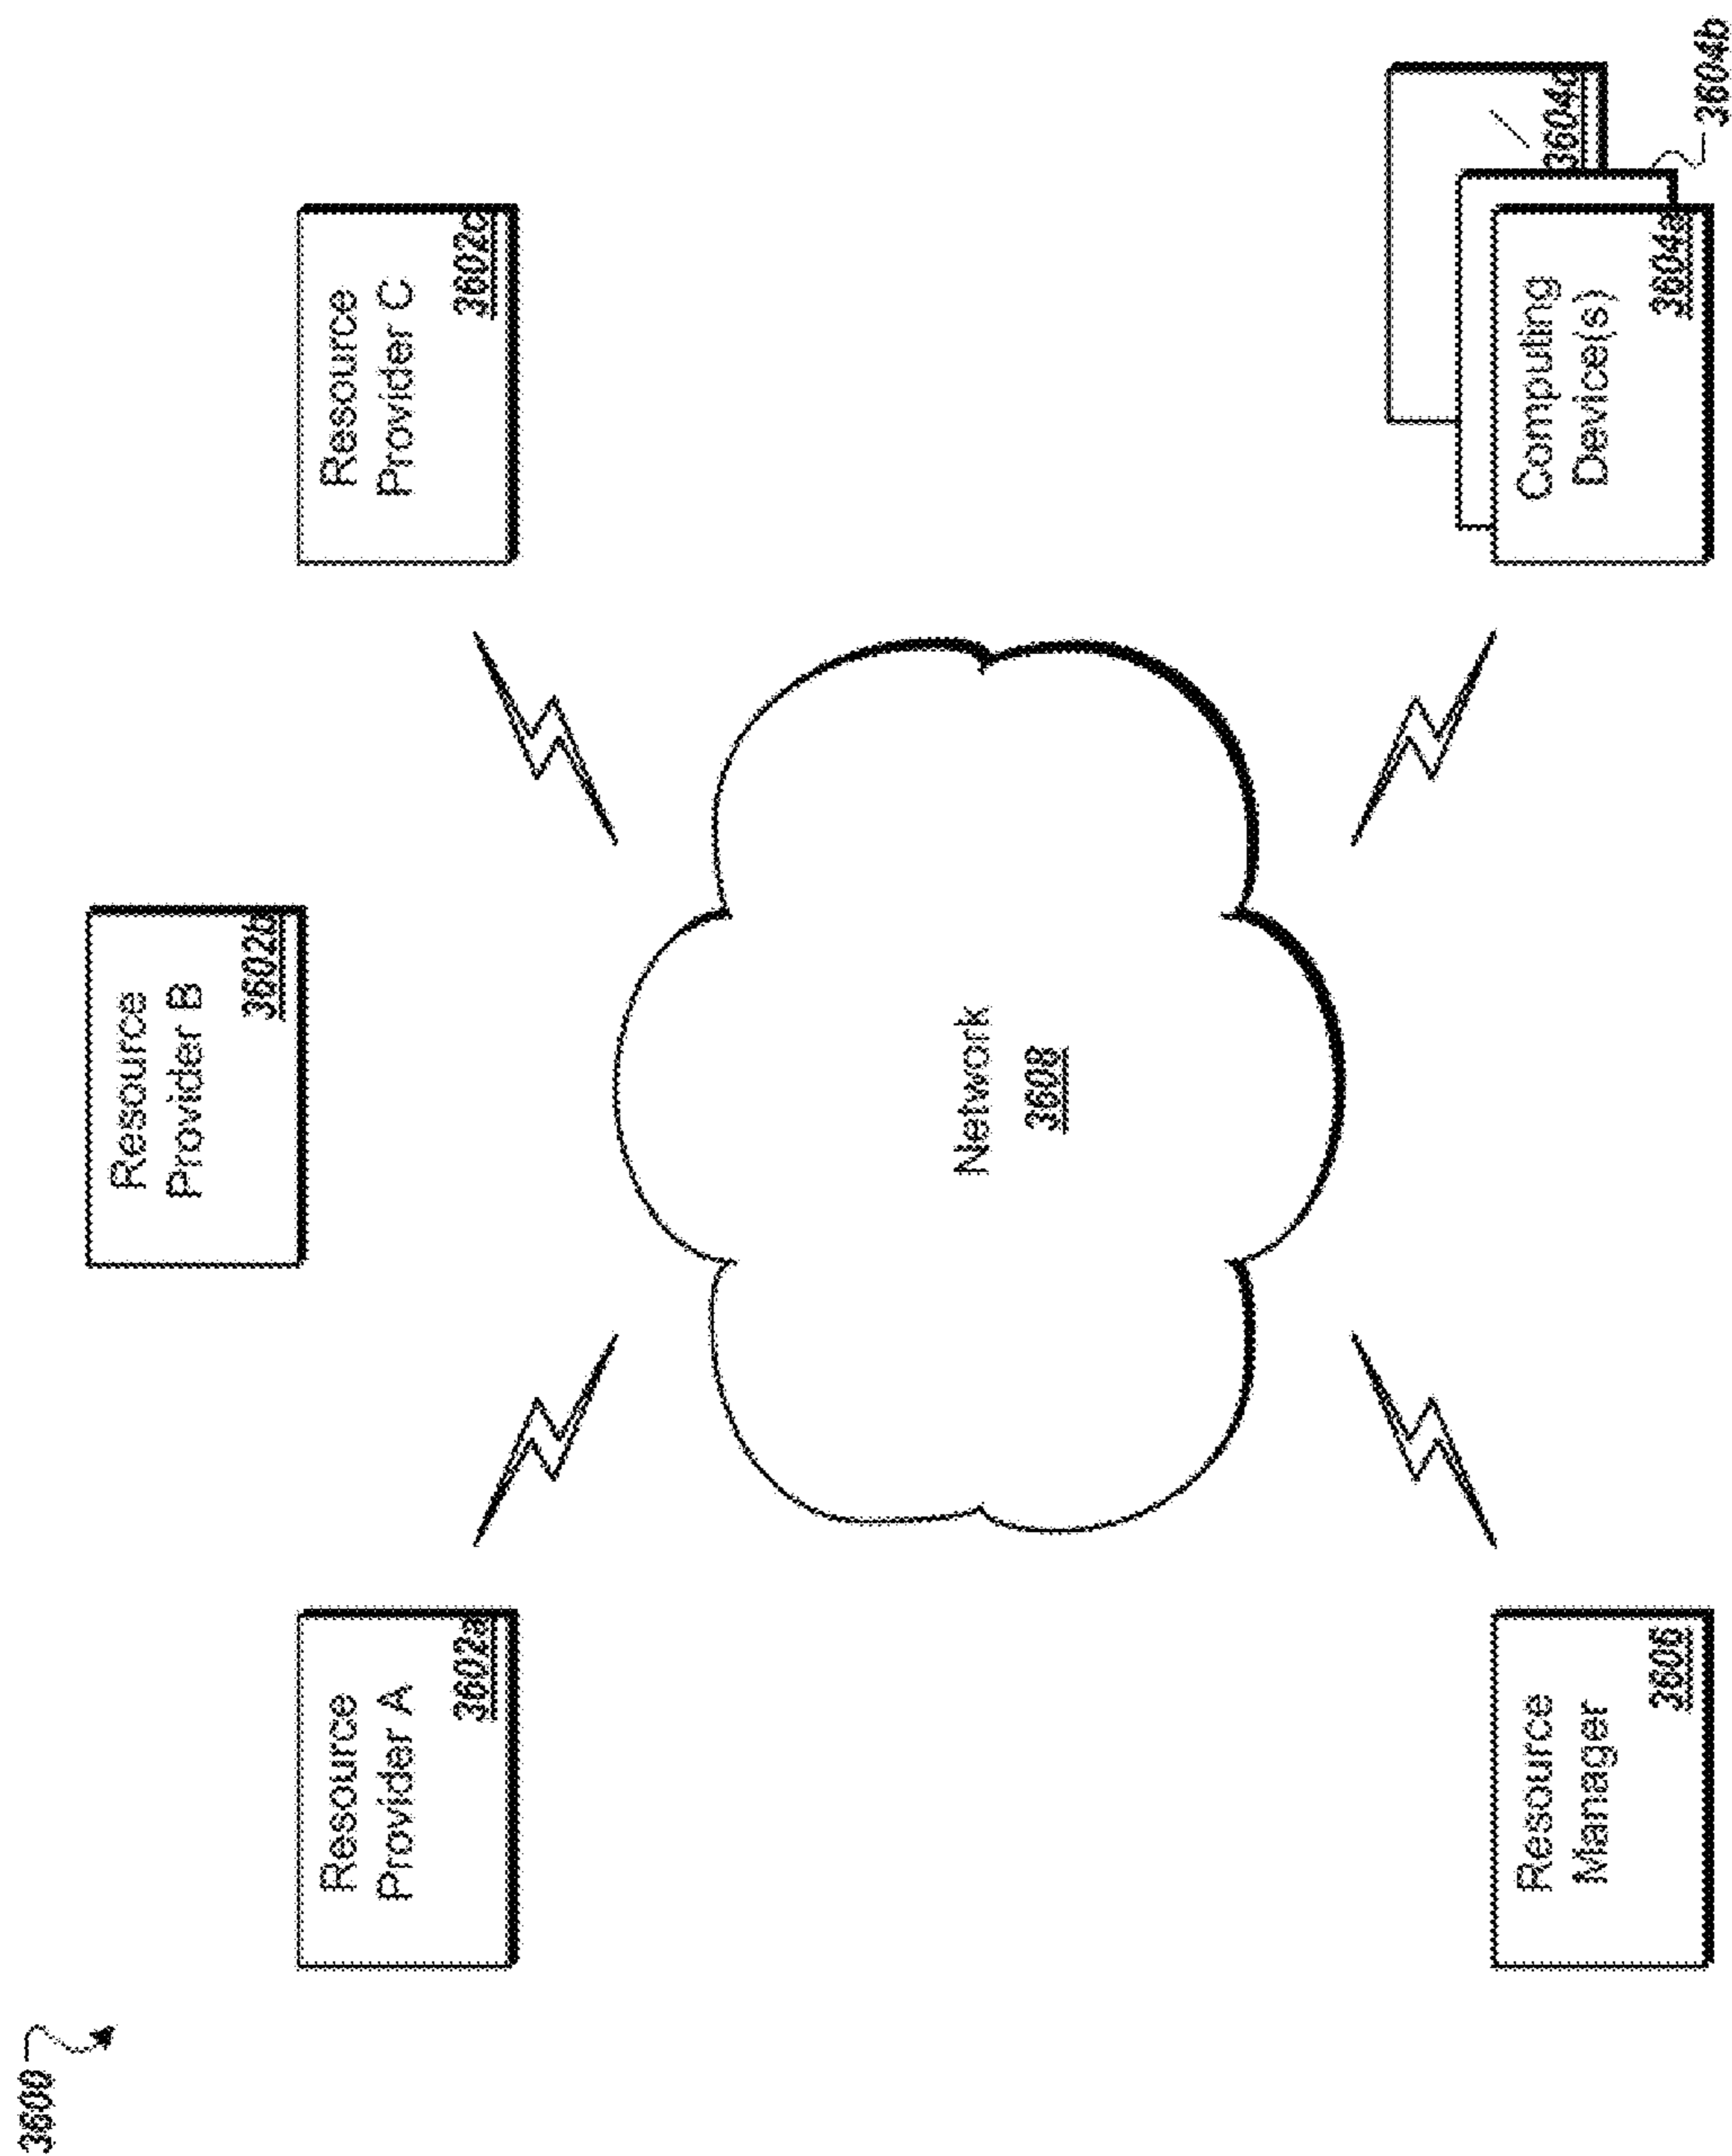 3600
Resource
Provider A
3602a
Resource
Provider B
3602b
Resource
Provider C
3602c
Network
3608
Resource
Manager
3606
Computing
Device(s)
3604a
3604b
3604c